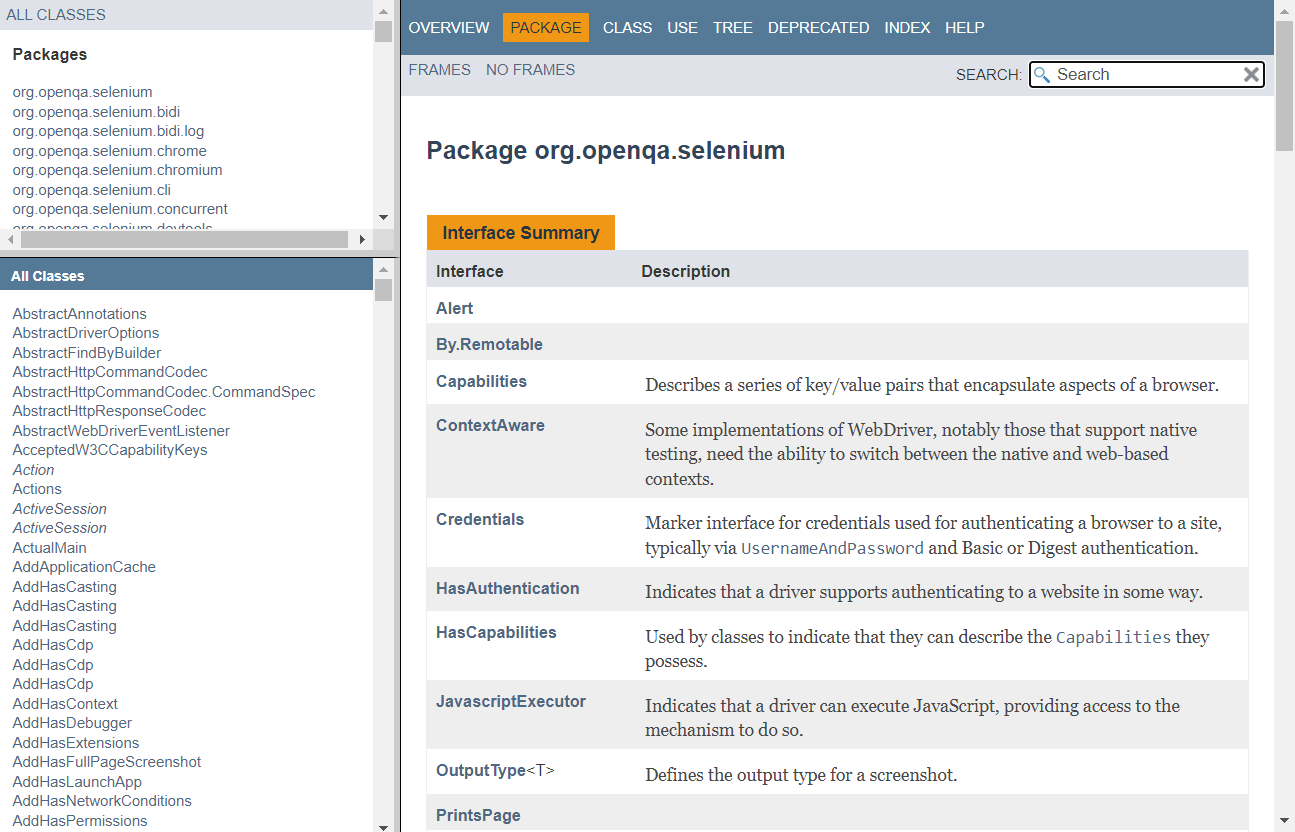 ALL CLASSES
Packages
org.openqa.selenium
org.openqa.selenium.bidi
org.openqa.selenium.bidi.log
org.openqa.selenium.chrome
org.openqa.selenium.chromium
org.openqa.selenium.cli
org.openqa.selenium.concurrent
org.openqa.selenium.devtools
All Classes
AbstractAnnotations
AbstractDriverOptions
AbstractFindByBuilder
AbstractHttpCommandCodec
AbstractHttpCommandCodec.CommandSpec
AbstractHttpResponseCodec
AbstractWebDriverEventListener
AcceptedW3CCapabilityKeys
Action
Actions
ActiveSession
ActiveSession
ActualMain
AddApplicationCache
AddHasCasting
AddHasCasting
AddHasCasting
AddHasCdp
AddHasCdp
AddHasCdp
AddHasContext
AddHasDebugger
AddHasExtensions
AddHasFullPageScreenshot
AddHasLaunchApp
AddHasNetworkConditions
AddHasPermissions
OVERVIEW PACKAGE CLASS USE TREE DEPRECATED INDEX HELP
FRAMES NO FRAMES
SEARCH: Search
Package org.openqa.selenium
Interface Summary
Interface Description
Alert
By.Remotable
Capabilities Describes a series of key/value pairs that encapsulate aspects of a browser.
ContextAware Some implementations of WebDriver, notably those that support native
testing, need the ability to switch between the native and web-based
contexts.
Credentials Marker interface for credentials used for authenticating a browser to a site,
typically via UsernameAndPassword and Basic or Digest authentication.
HasAuthentication Indicates that a driver supports authenticating to a website in some way.
HasCapabilities Used by classes to indicate that they can describe the Capabilities they
possess.
JavascriptExecutor Indicates that a driver can execute JavaScript, providing access to the
mechanism to do so.
OutputType<T> Defines the output type for a screenshot.
PrintsPage